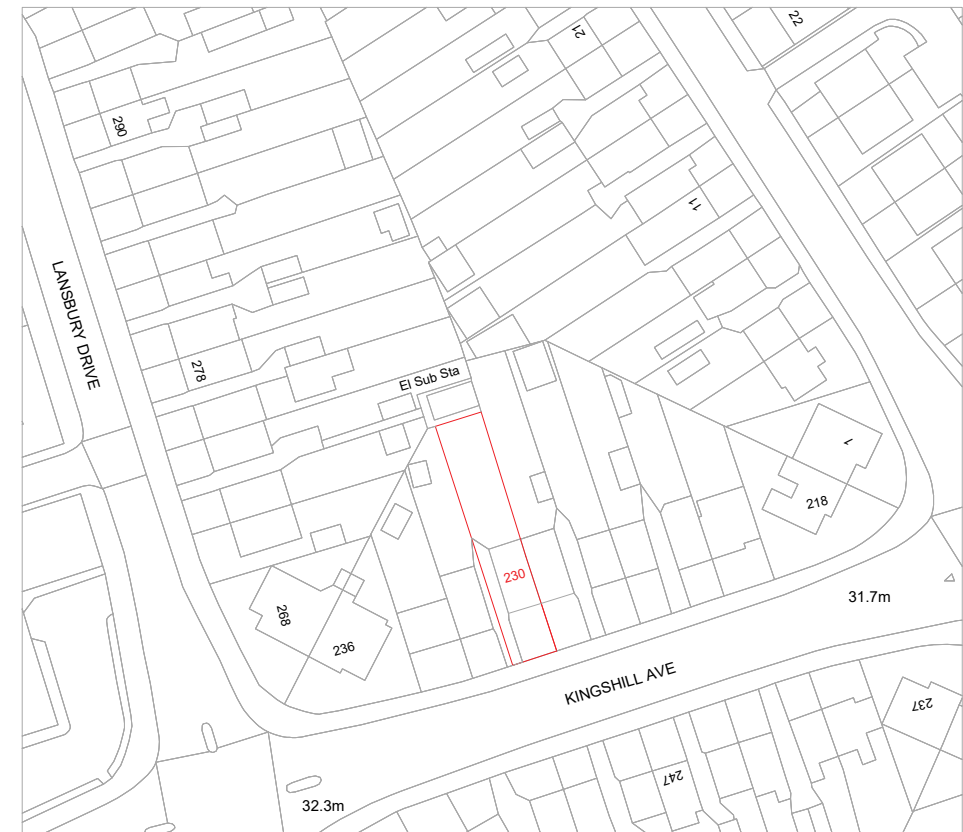 22
21
290
11
LANSBURY DRIVE
278
El Sub Sta
1
218
230
31.7m
268
236
KINGSHILL AVE
237
247
32.3m